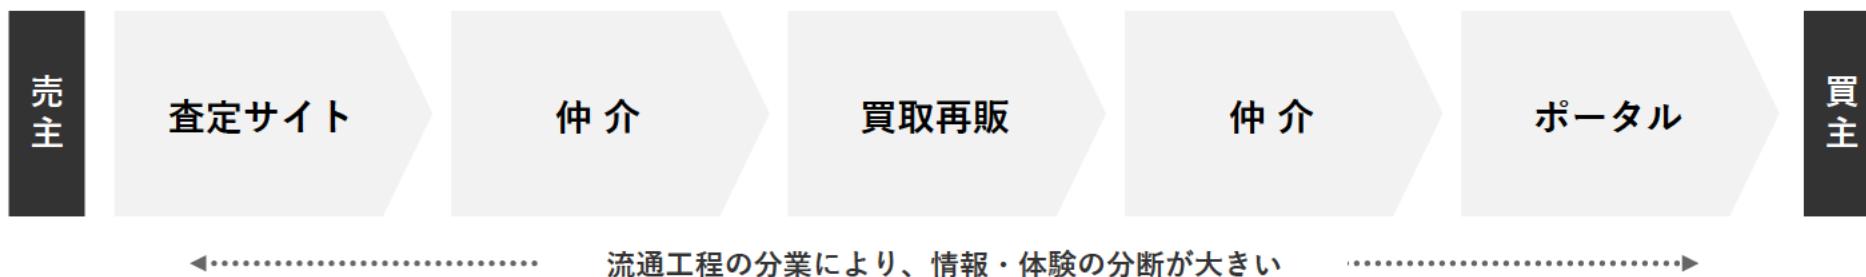 売主
査定サイト
仲介
買取再販
仲介
ポータル
買主
流通工程の分業により、情報・体験の分断が大きい